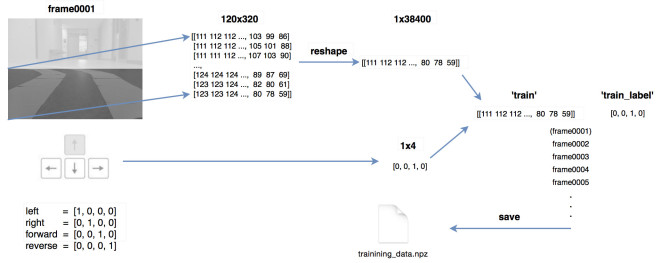 frame0001
120x320
1x38400
[[111 112 112 ..., 103 99 86]
[111 112 112 ..., 105 101 88]
[111 112 111 ..., 107 103 90]
...,
[124 124 124 ..., 89 87 69]
[123 123 124 ..., 82 80 61]
[123 123 124 ..., 80 78 59]]
reshape
[[111 112 112 ..., 80 78 59]]
'train'
'train_label'
[[111 112 112 ..., 80 78 59]]
[0, 0, 1, 0]
(frame0001)
frame0002
frame0003
frame0004
frame0005
.
.
.
1x4
[0, 0, 1, 0]
left = [1, 0, 0, 0]
right = [0, 1, 0, 0]
forward = [0, 0, 1, 0]
reverse = [0, 0, 0, 1]
save
trainining_data.npz